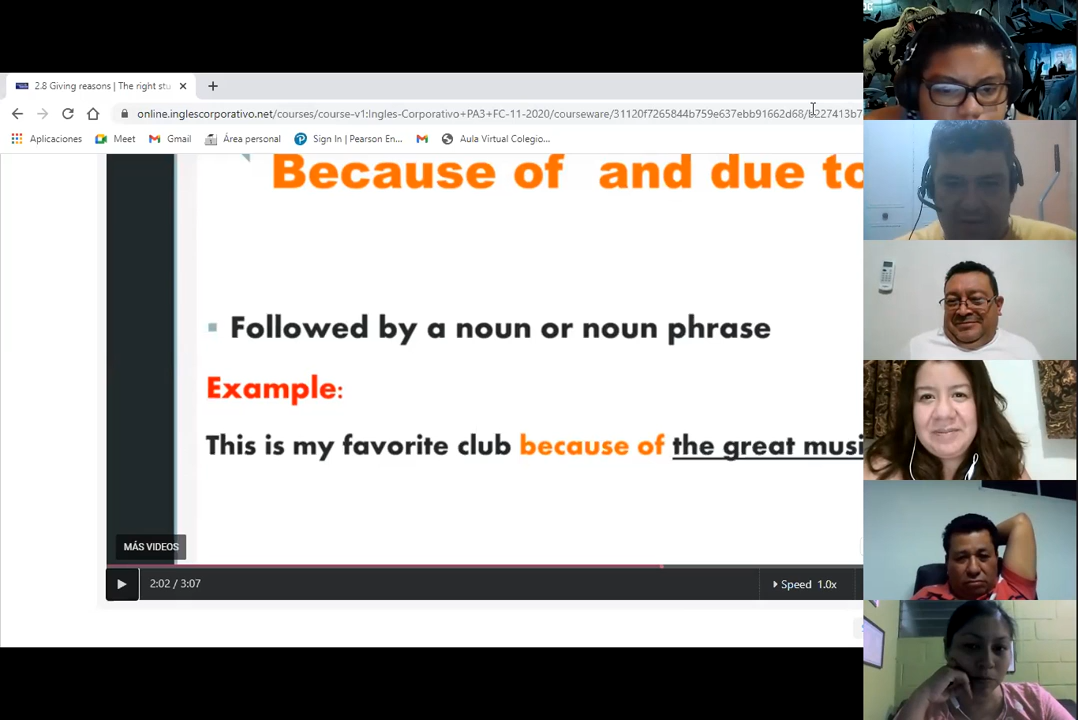 2.8 Giving reasons | The right stu
online.inglescorporativo.net/courses/course-v1:Ingles-Corporativo+PA3+FC-11-2020/courseware/31120f7265844b759e637ebb91662d68/b227413b7
Aplicaciones Meet Gmail Área personal Sign In | Pearson En... Aula Virtual Colegio...
Because of and due to
Followed by a noun or noun phrase
Example:
This is my favorite club because of the great musi
MÁS VIDEOS
2:02 / 3:07 Speed 1.0x